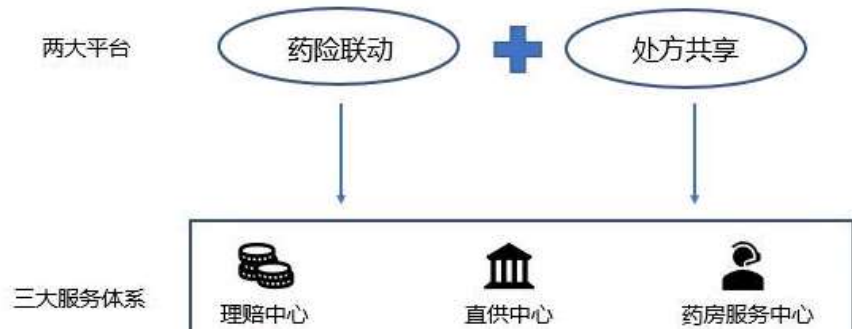 两大平台
药险联动
处方共享
三大服务体系
理赔中心
直供中心
药房服务中心